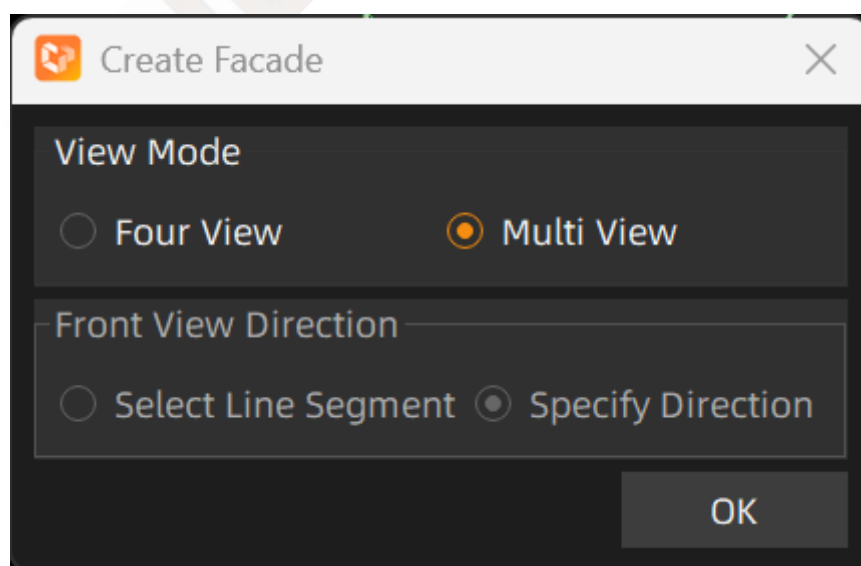 Create Facade
View Mode
Four View Multi View
Front View Direction
Select Line Segment Specify Direction
OK